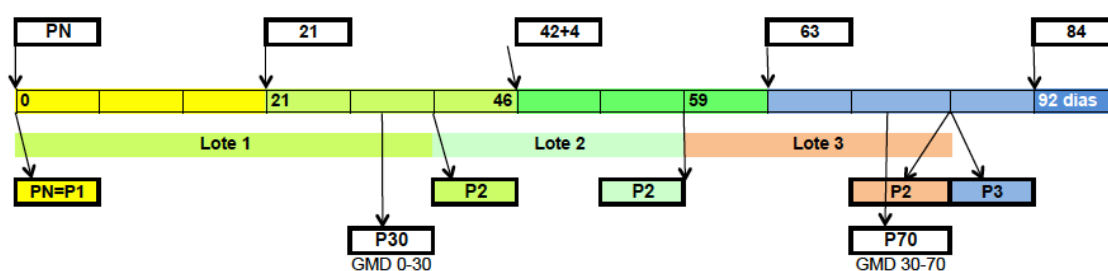 PN 21 42+4 63 84
0 21 46 59 92 dias
Lote 1 Lote 2 Lote 3
PN=P1 P2 P2 P2 P3
P30 P70
GMD 0-30 GMD 30-70